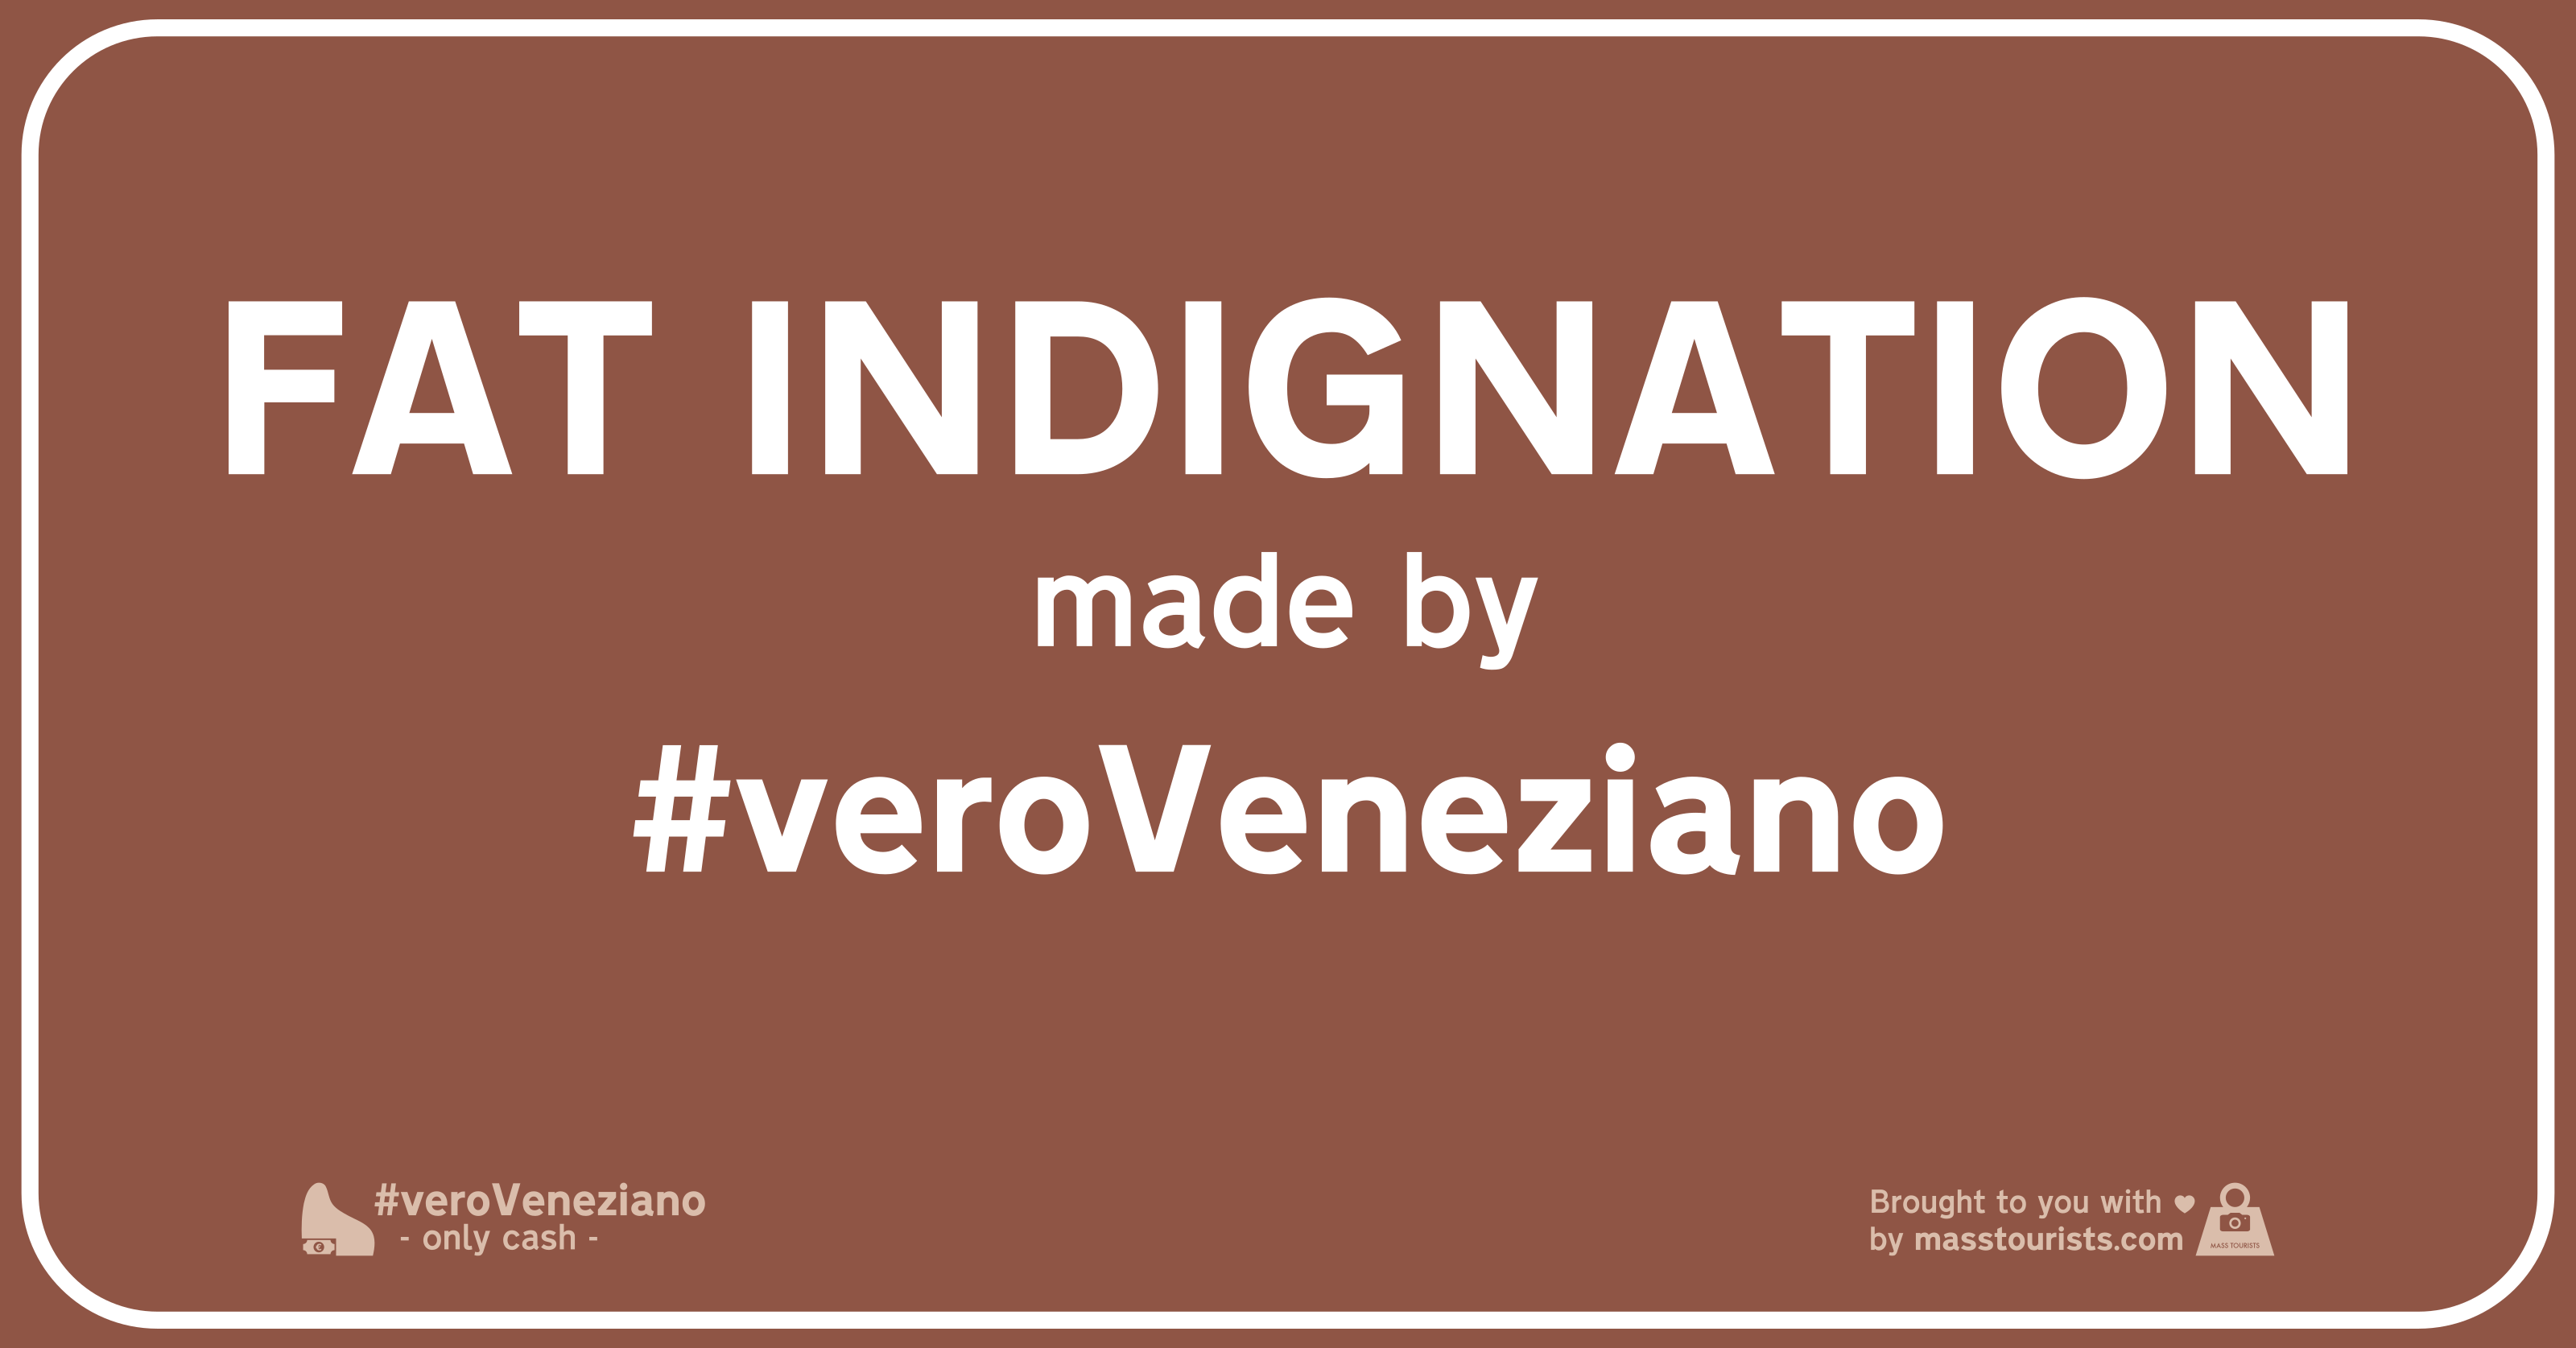 FAT INDIGNATION
made by
#veroVeneziano
#veroVeneziano
- only cash -
€
Brought to you with ♥
by masstourists.com
MASS TOURISTS